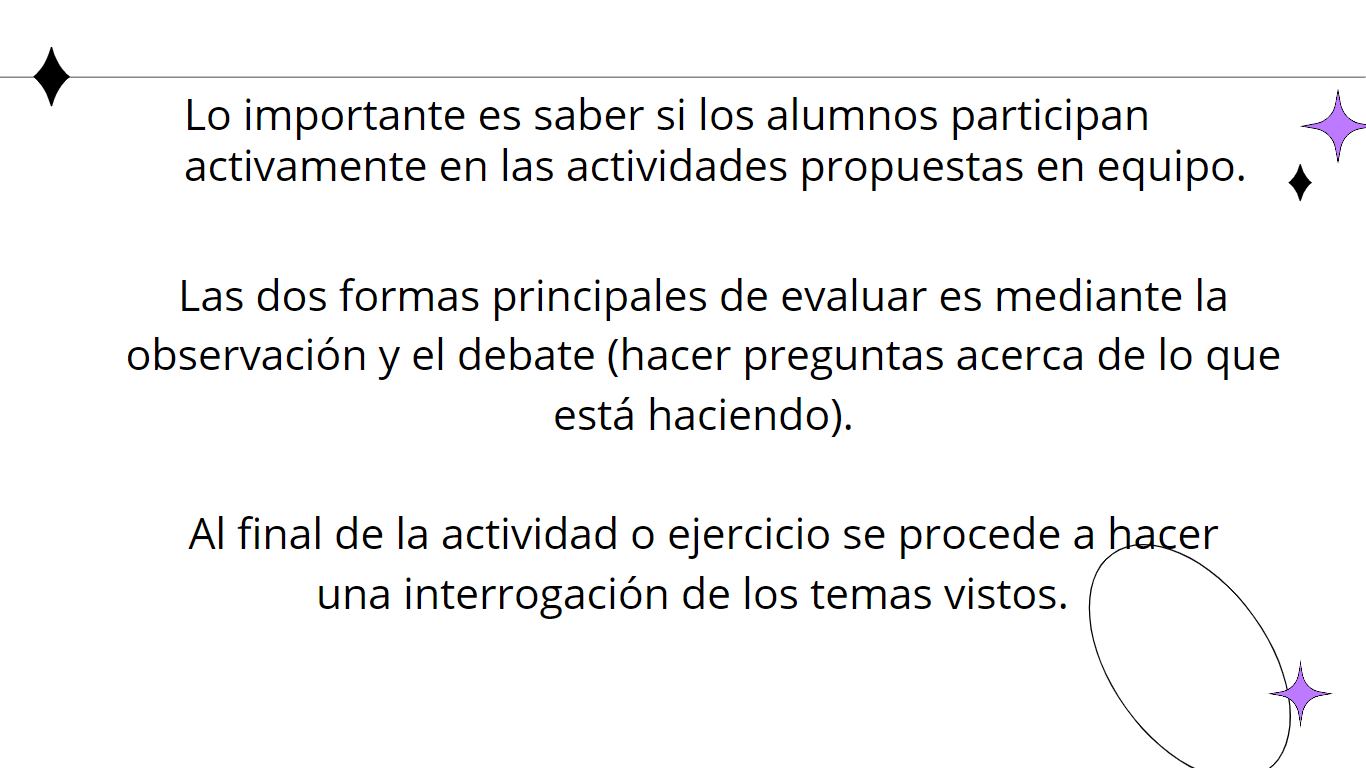 Lo importante es saber si los alumnos participan
activamente en las actividades propuestas en equipo.
Las dos formas principales de evaluar es mediante la
observación y el debate (hacer preguntas acerca de lo que
está haciendo).
Al final de la actividad o ejercicio se procede a hacer
una interrogación de los temas vistos.